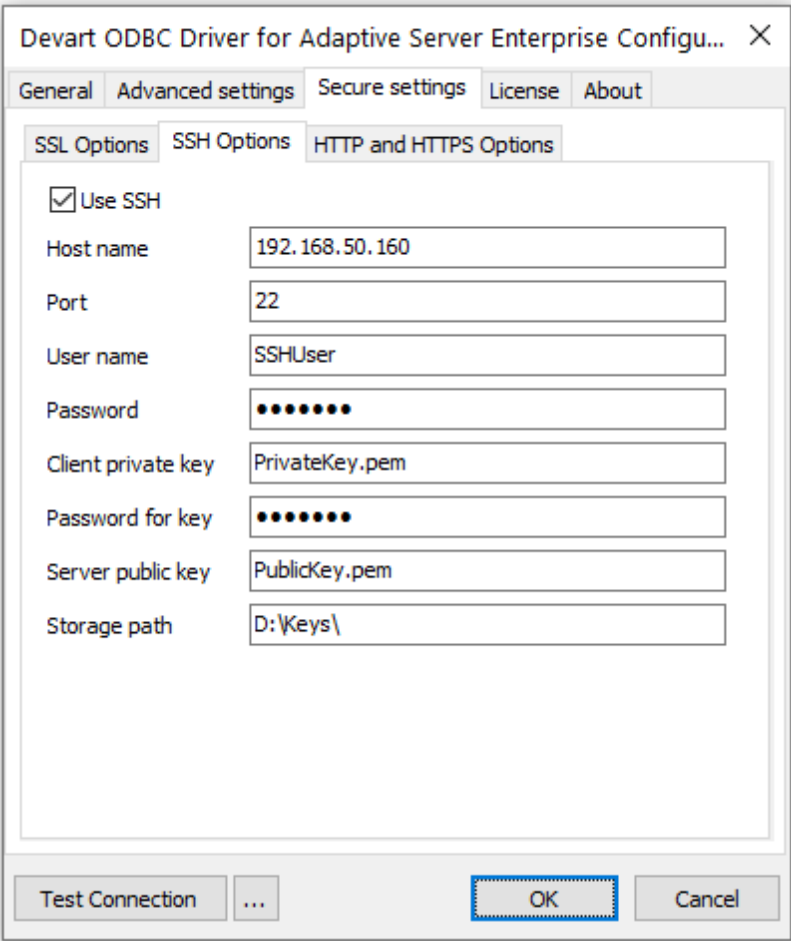 Devart ODBC Driver for Adaptive Server Enterprise Configu...
General Advanced settings Secure settings License About
SSL Options SSH Options HTTP and HTTPS Options
Use SSH
Host name 192.168.50.160
Port 22
User name SSHUser
Password •••••••
Client private key PrivateKey.pem
Password for key •••••••
Server public key PublicKey.pem
Storage path D:\Keys\
Test Connection ... OK Cancel